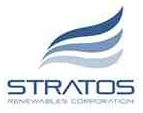 STRATOS
RENEWABLES CORPORATION